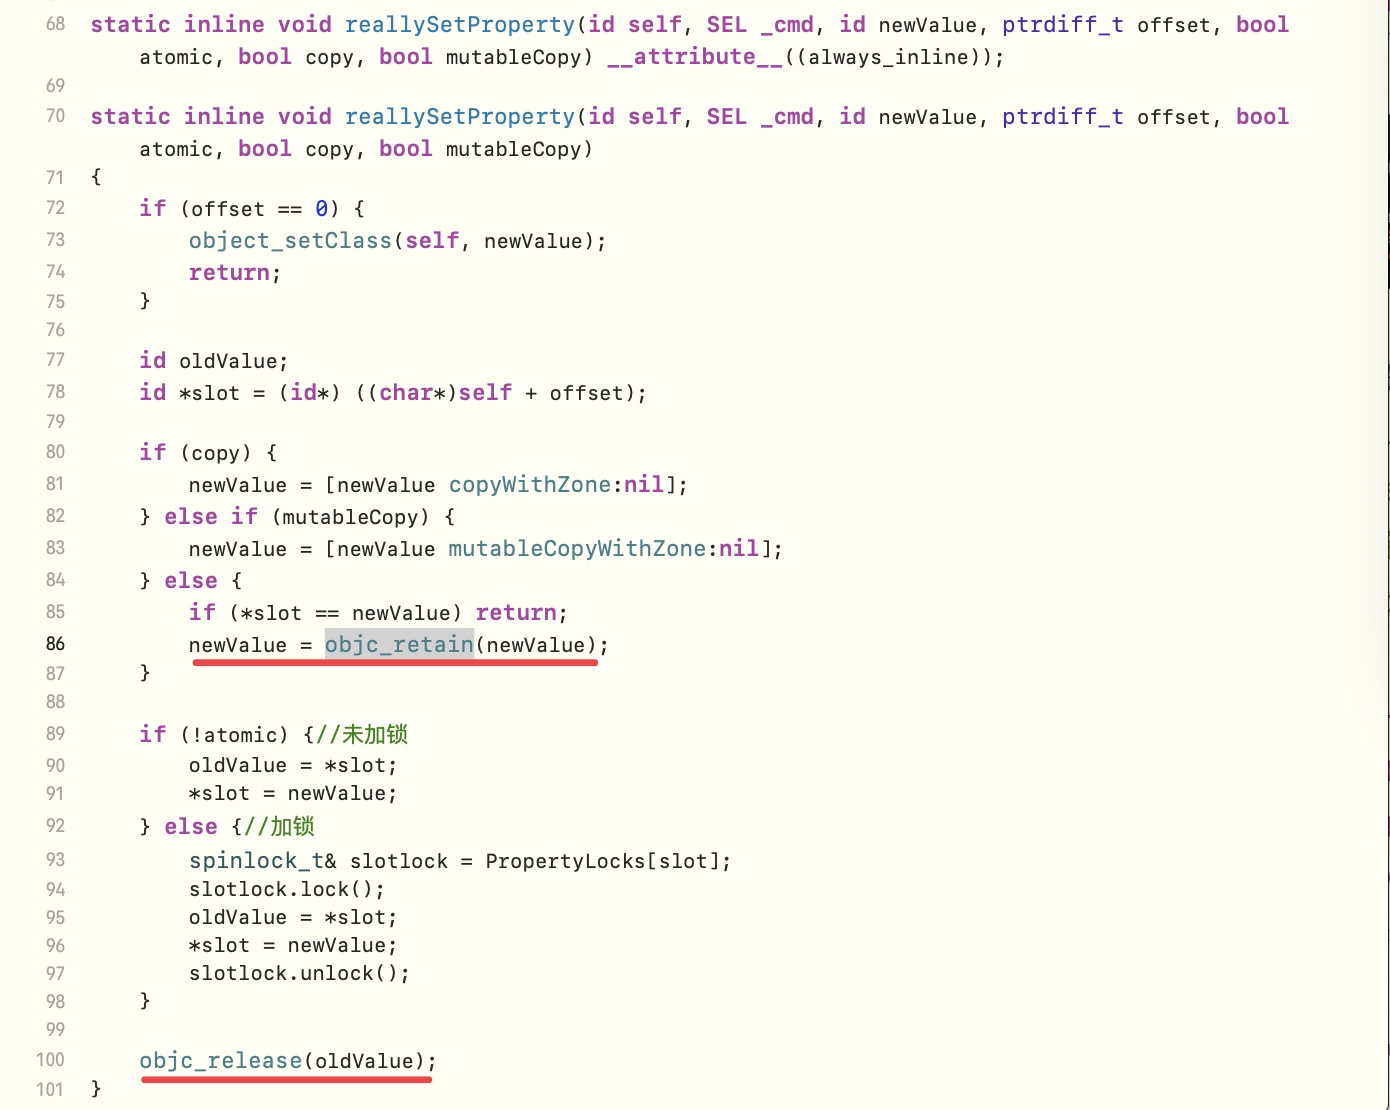 68 static inline void reallySetProperty(id self, SEL _cmd, id newValue, ptrdiff_t offset, bool
atomic, bool copy, bool mutableCopy) __attribute__((always_inline));
69
70 static inline void reallySetProperty(id self, SEL _cmd, id newValue, ptrdiff_t offset, bool
atomic, bool copy, bool mutableCopy)
71 {
72 if (offset == 0) {
73 object_setClass(self, newValue);
74 return;
75 }
76
77 id oldValue;
78 id *slot = (id*) ((char*)self + offset);
79
80 if (copy) {
81 newValue = [newValue copyWithZone:nil];
82 } else if (mutableCopy) {
83 newValue = [newValue mutableCopyWithZone:nil];
84 } else {
85 if (*slot == newValue) return;
86 newValue = objc_retain(newValue);
87 }
88
89 if (!atomic) {//未加锁
90 oldValue = *slot;
91 *slot = newValue;
92 } else {//加锁
93 spinlock_t& slotlock = PropertyLocks[slot];
94 slotlock.lock();
95 oldValue = *slot;
96 *slot = newValue;
97 slotlock.unlock();
98 }
99
100 objc_release(oldValue);
101 }